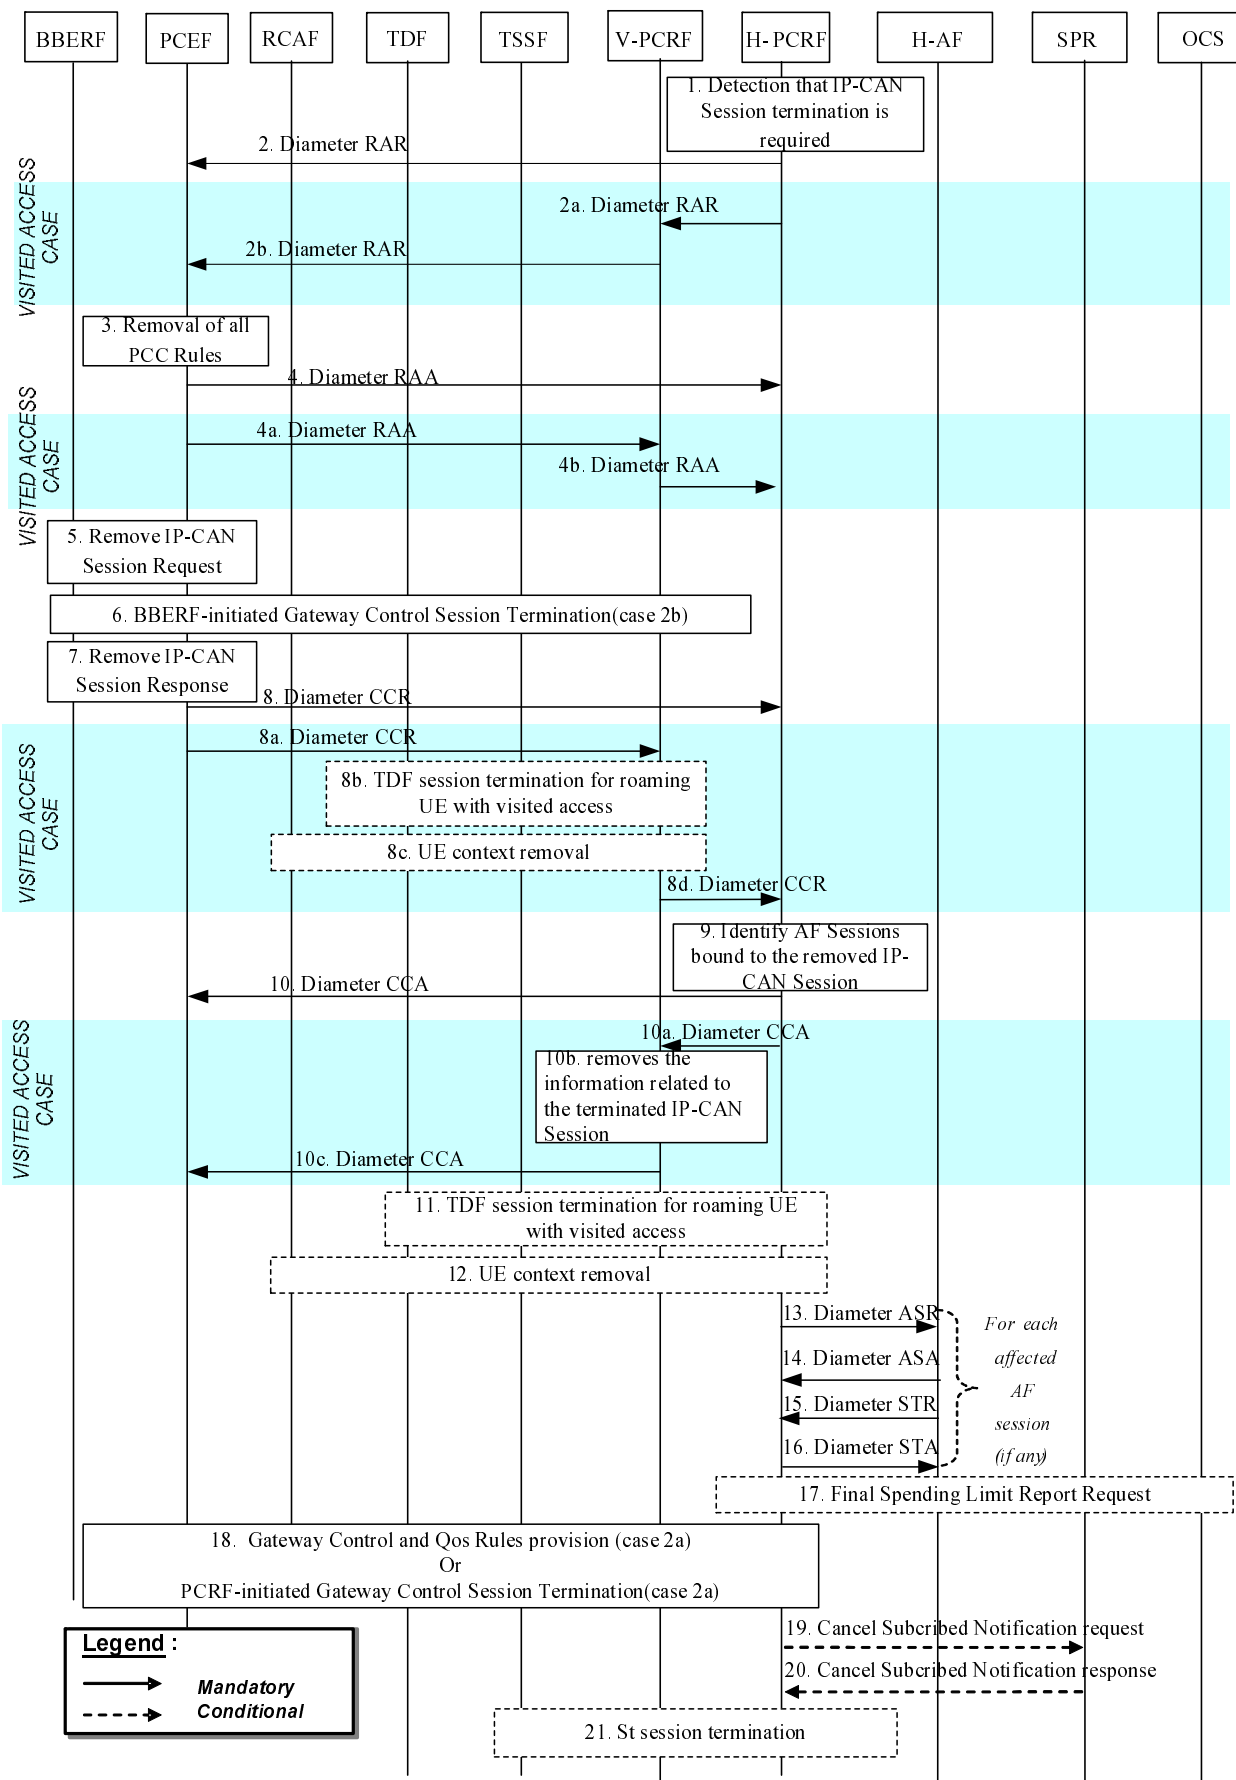 BBERF PCEF RCAF TDF TSSF V-PCRF H- PCRF H-AF SPR OCS
1. Detection that IP-CAN
Session termination is
required
2. Diameter RAR
VISITED ACCESS
CASE
2a. Diameter RAR
2b. Diameter RAR
3. Removal of all
PCC Rules
4. Diameter RAA
VISITED ACCESS
CASE
4a. Diameter RAA
4b. Diameter RAA
5. Remove IP-CAN
Session Request
6. BBERF-initiated Gateway Control Session Termination(case 2b)
7. Remove IP-CAN
Session Response
8. Diameter CCR
VISITED ACCESS
CASE
8a. Diameter CCR
8b. TDF session termination for roaming
UE with visited access
8c. UE context removal
8d. Diameter CCR
9. Identify AF Sessions
bound to the removed IP-
CAN Session
10. Diameter CCA
VISITED ACCESS
CASE
10a. Diameter CCA
10b. removes the
information related to
the terminated IP-CAN
Session
10c. Diameter CCA
11. TDF session termination for roaming UE
with visited access
12. UE context removal
13. Diameter ASR
14. Diameter ASA
15. Diameter STR
16. Diameter STA
For each
affected
AF
session
(if any)
17. Final Spending Limit Report Request
18. Gateway Control and Qos Rules provision (case 2a)
Or
PCRF-initiated Gateway Control Session Termination(case 2a)
19. Cancel Subcribed Notification request
20. Cancel Subcribed Notification response
21. St session termination
Legend :
Mandatory
Conditional